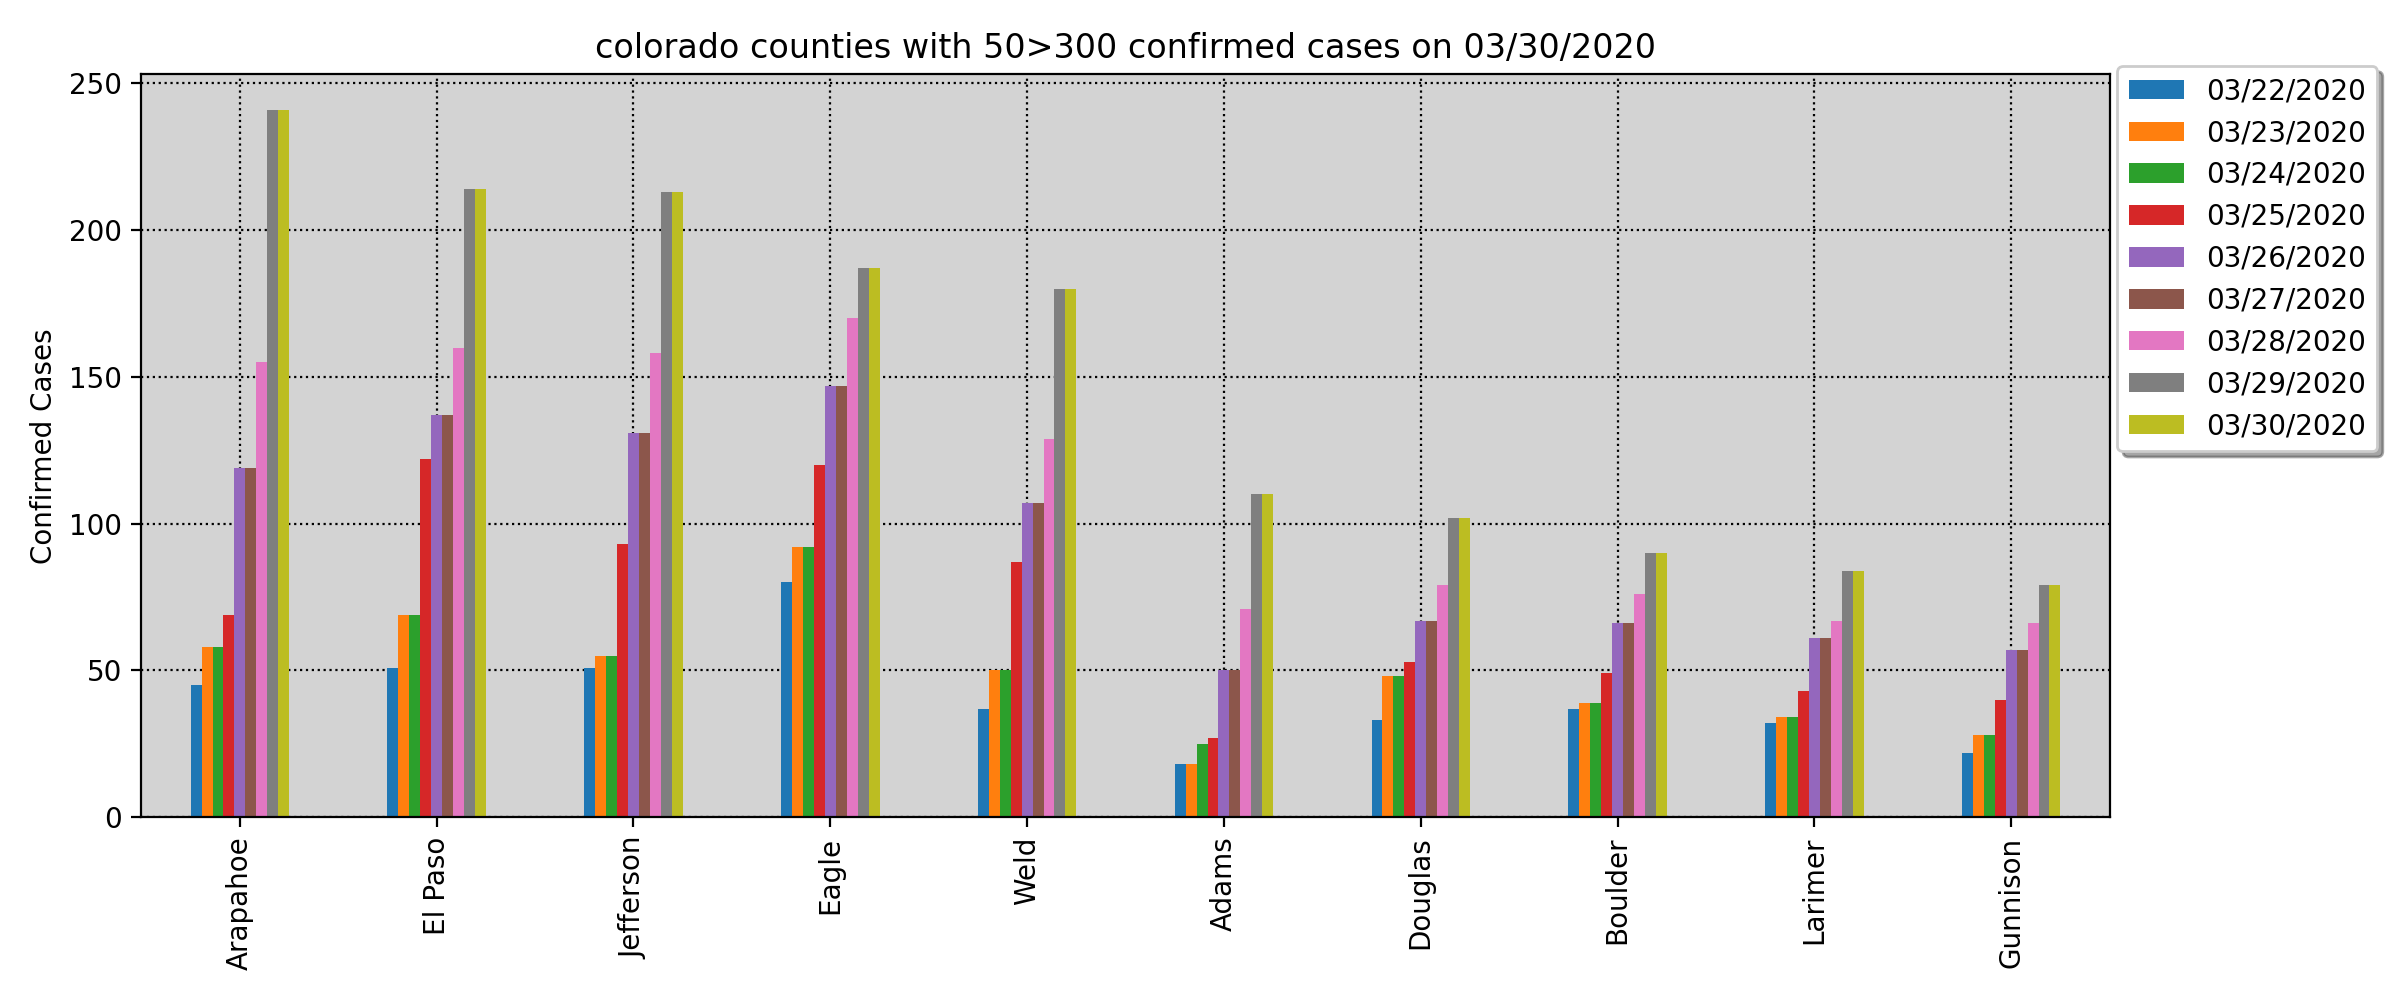 colorado counties with 50>300 confirmed cases on 03/30/2020
250
200
150
100
50
0
Confirmed Cases
Arapahoe
El Paso
Jefferson
Eagle
Weld
Adams
Douglas
Boulder
Larimer
Gunnison
03/22/2020
03/23/2020
03/24/2020
03/25/2020
03/26/2020
03/27/2020
03/28/2020
03/29/2020
03/30/2020